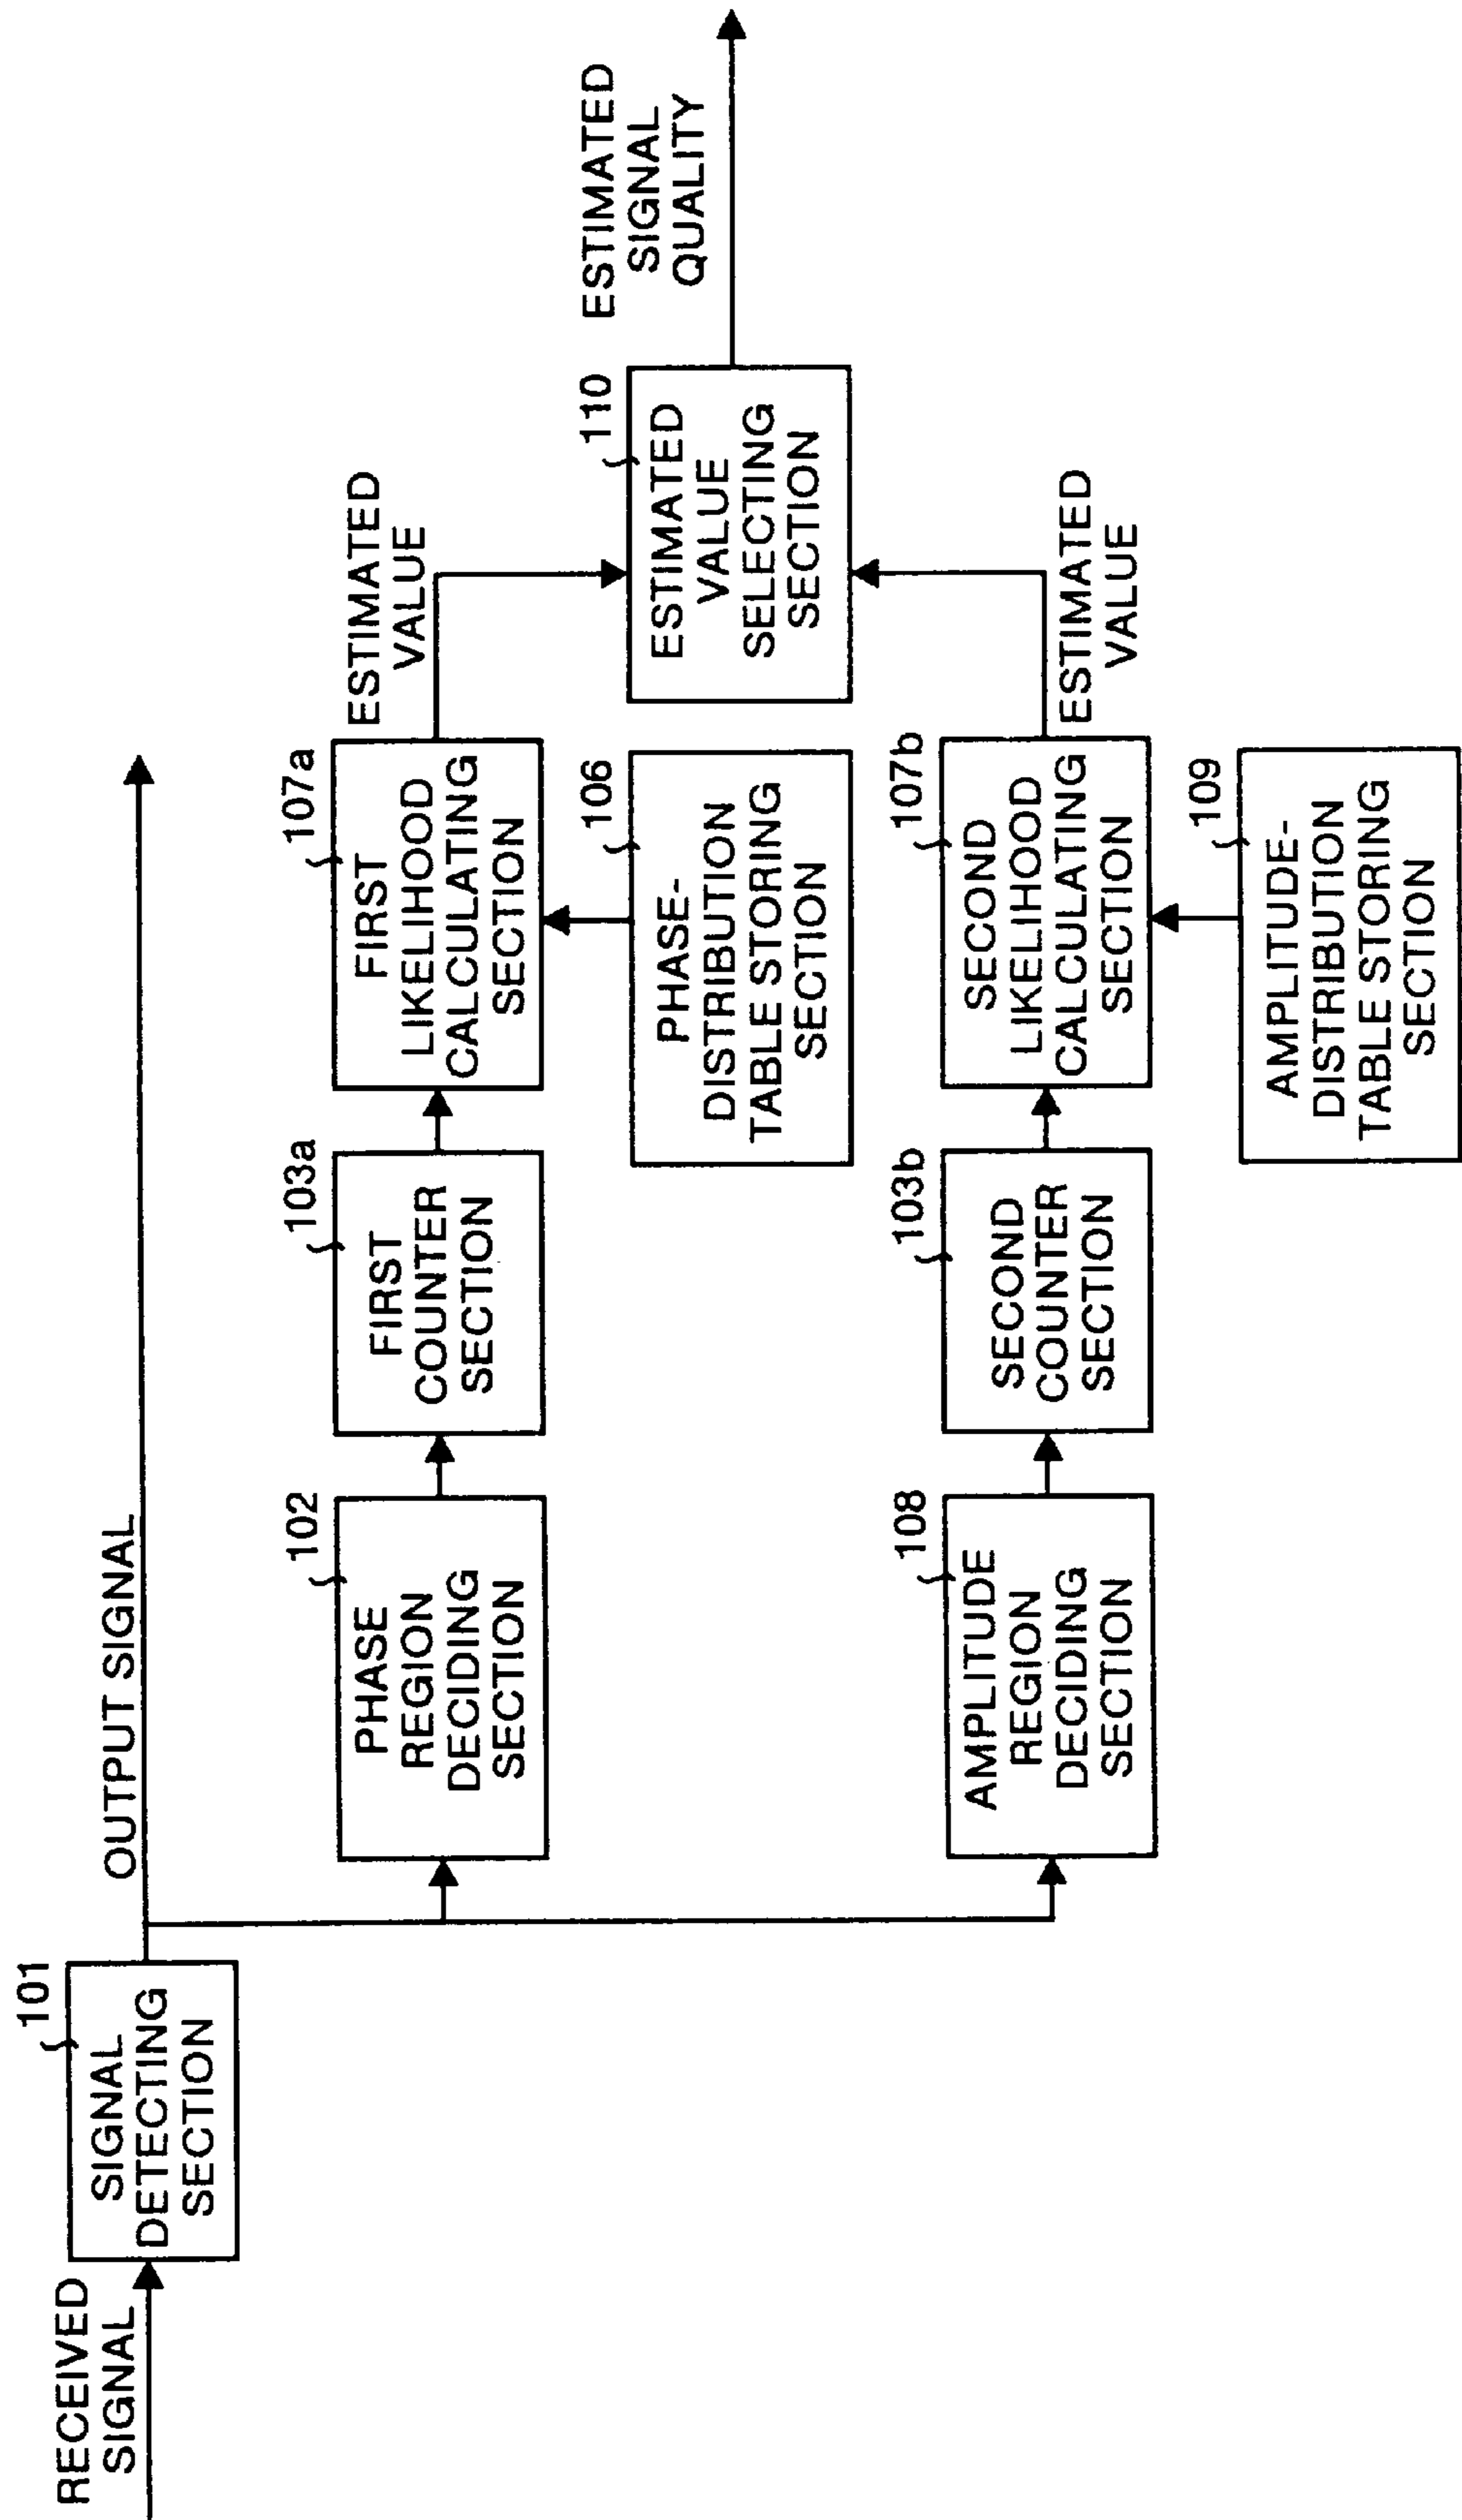 RECEIVED
SIGNAL
101
SIGNAL
DETECTING
SECTION
OUTPUT SIGNAL
102
PHASE
REGION
DECIDING
SECTION
103a
FIRST
COUNTER
SECTION
107a
FIRST
LIKELIHOOD
CALCULATING
SECTION
ESTIMATED
VALUE
106
PHASE-
DISTRIBUTION
TABLE STORING
SECTION
110
ESTIMATED
VALUE
SELECTING
SECTION
ESTIMATED
SIGNAL
QUALITY
108
AMPLITUDE
REGION
DECIDING
SECTION
103b
SECOND
COUNTER
SECTION
107b
SECOND
LIKELIHOOD
CALCULATING
SECTION
ESTIMATED
VALUE
109
AMPLITUDE-
DISTRIBUTION
TABLE STORING
SECTION